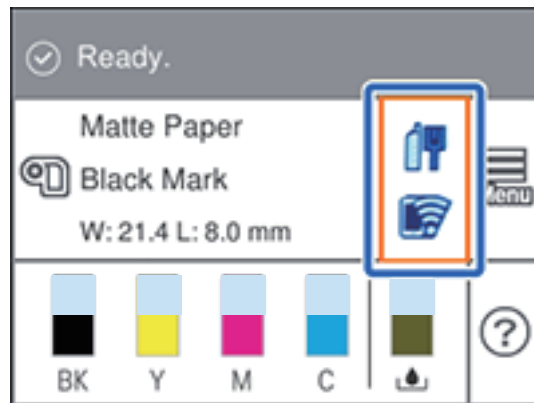 Ready.
Matte Paper
Black Mark
W: 21.4 L: 8.0 mm
Menu
BK Y M C
?